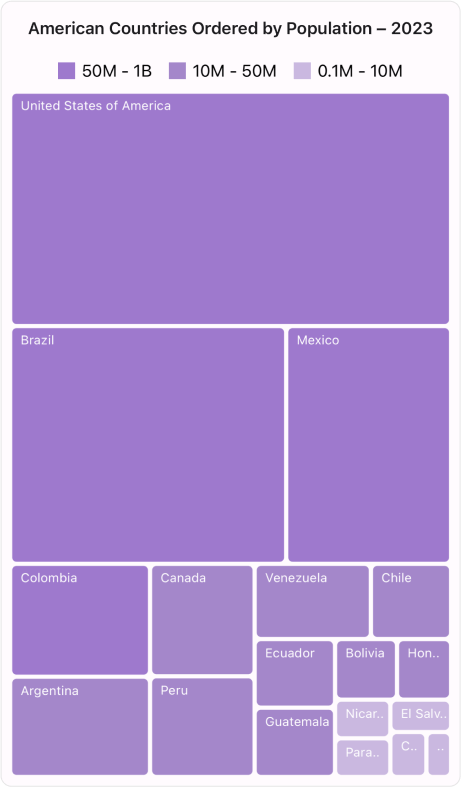 American Countries Ordered by Population – 2023
50M - 1B
10M - 50M
0.1M - 10M
United States of America
Brazil
Mexico
Colombia
Canada
Venezuela
Chile
Ecuador
Bolivia
Hon..
Argentina
Peru
Guatemala
Nicar..
El Salv..
Para..
C..
..